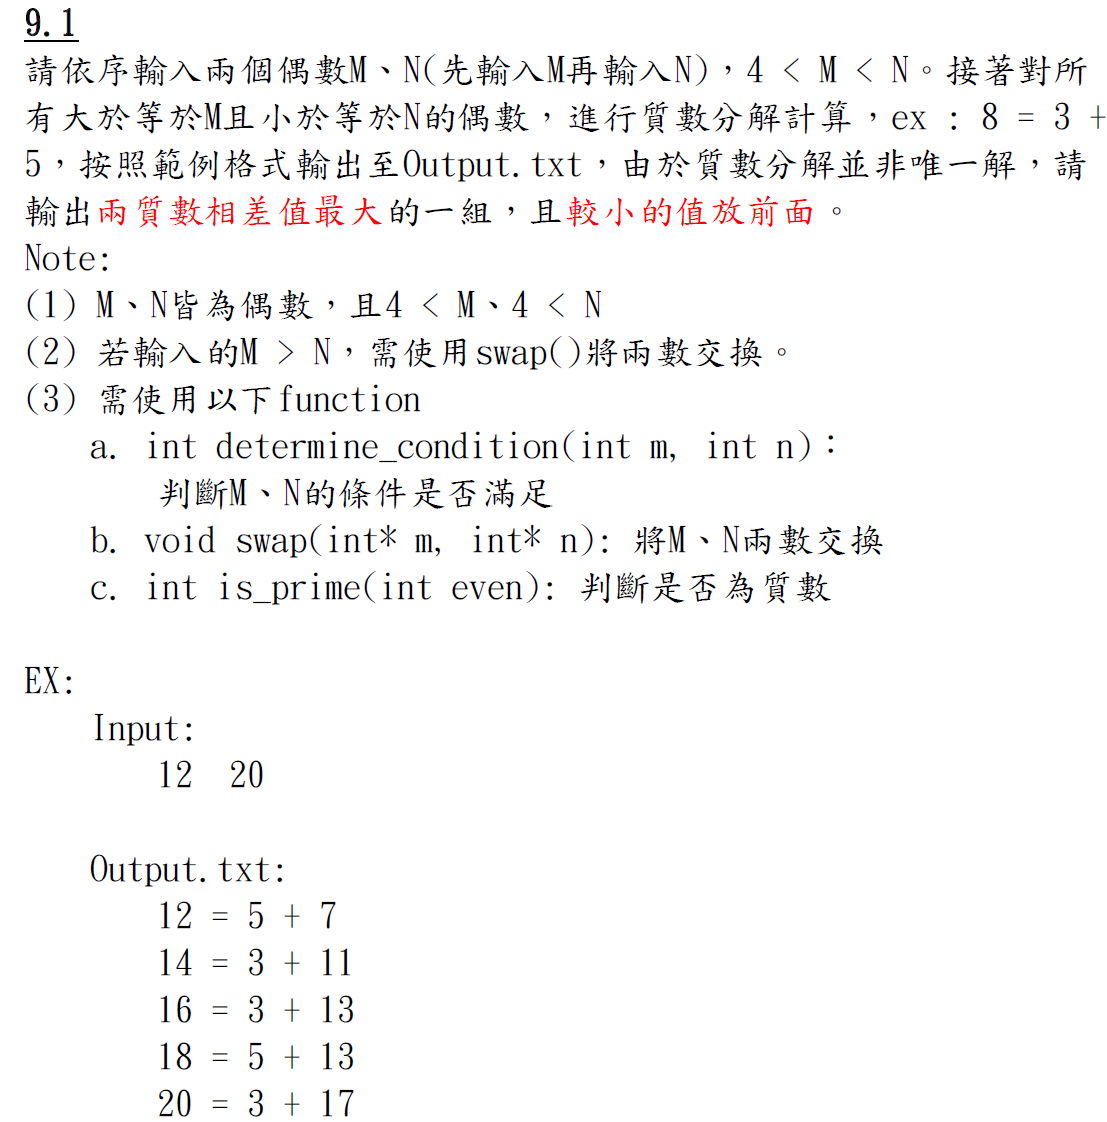 9.1
請依序輸入兩個偶數M、N(先輸入M再輸入N)，4 < M < N。接著對所
有大於等於M且小於等於N的偶數，進行質數分解計算，ex : 8 = 3 +
5，按照範例格式輸出至Output.txt，由於質數分解並非唯一解，請
輸出兩質數相差值最大的一組，且較小的值放前面。
Note:
(1) M、N皆為偶數，且4 < M、4 < N
(2) 若輸入的M > N，需使用swap()將兩數交換。
(3) 需使用以下function
a. int determine_condition(int m, int n)：
判斷M、N的條件是否滿足
b. void swap(int* m, int* n): 將M、N兩數交換
c. int is_prime(int even): 判斷是否為質數
EX:
Input:
12 20
Output.txt:
12 = 5 + 7
14 = 3 + 11
16 = 3 + 13
18 = 5 + 13
20 = 3 + 17